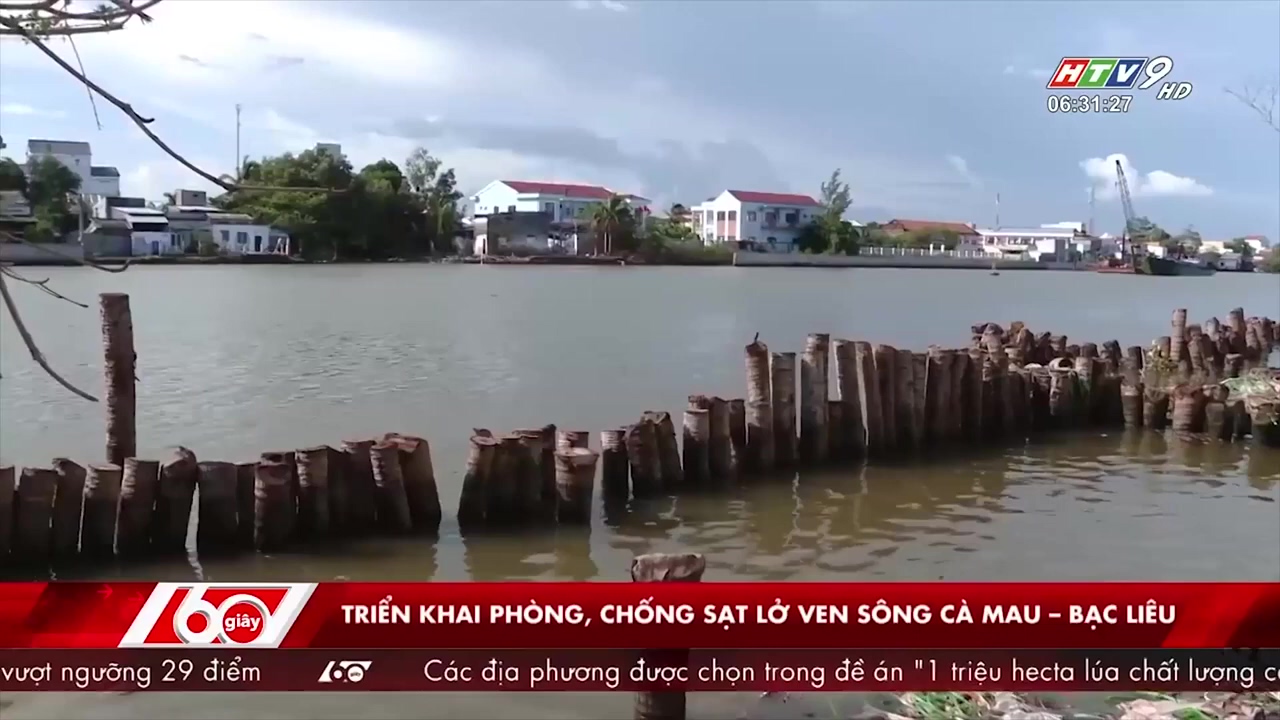 HTV9 HD
06:31:27
60 giây
TRIỂN KHAI PHÒNG, CHỐNG SẠT LỞ VEN SÔNG CÀ MAU – BẠC LIÊU
vượt ngưỡng 29 điểm 60 Các địa phương được chọn trong đề án "1 triệu hecta lúa chất lượng